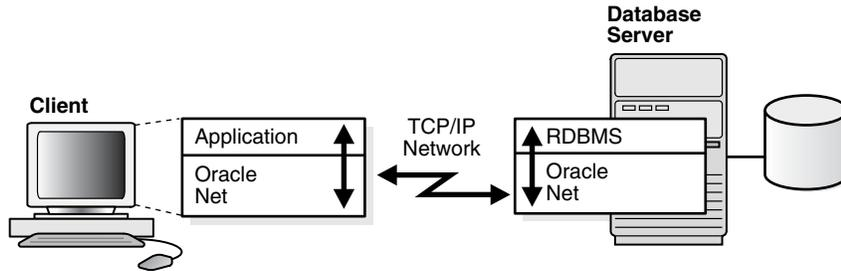 Database
Server
Client
Application
Oracle
Net
TCP/IP
Network
RDBMS
Oracle
Net